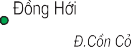 Đồng Hới
Đ.Cồn Cỏ